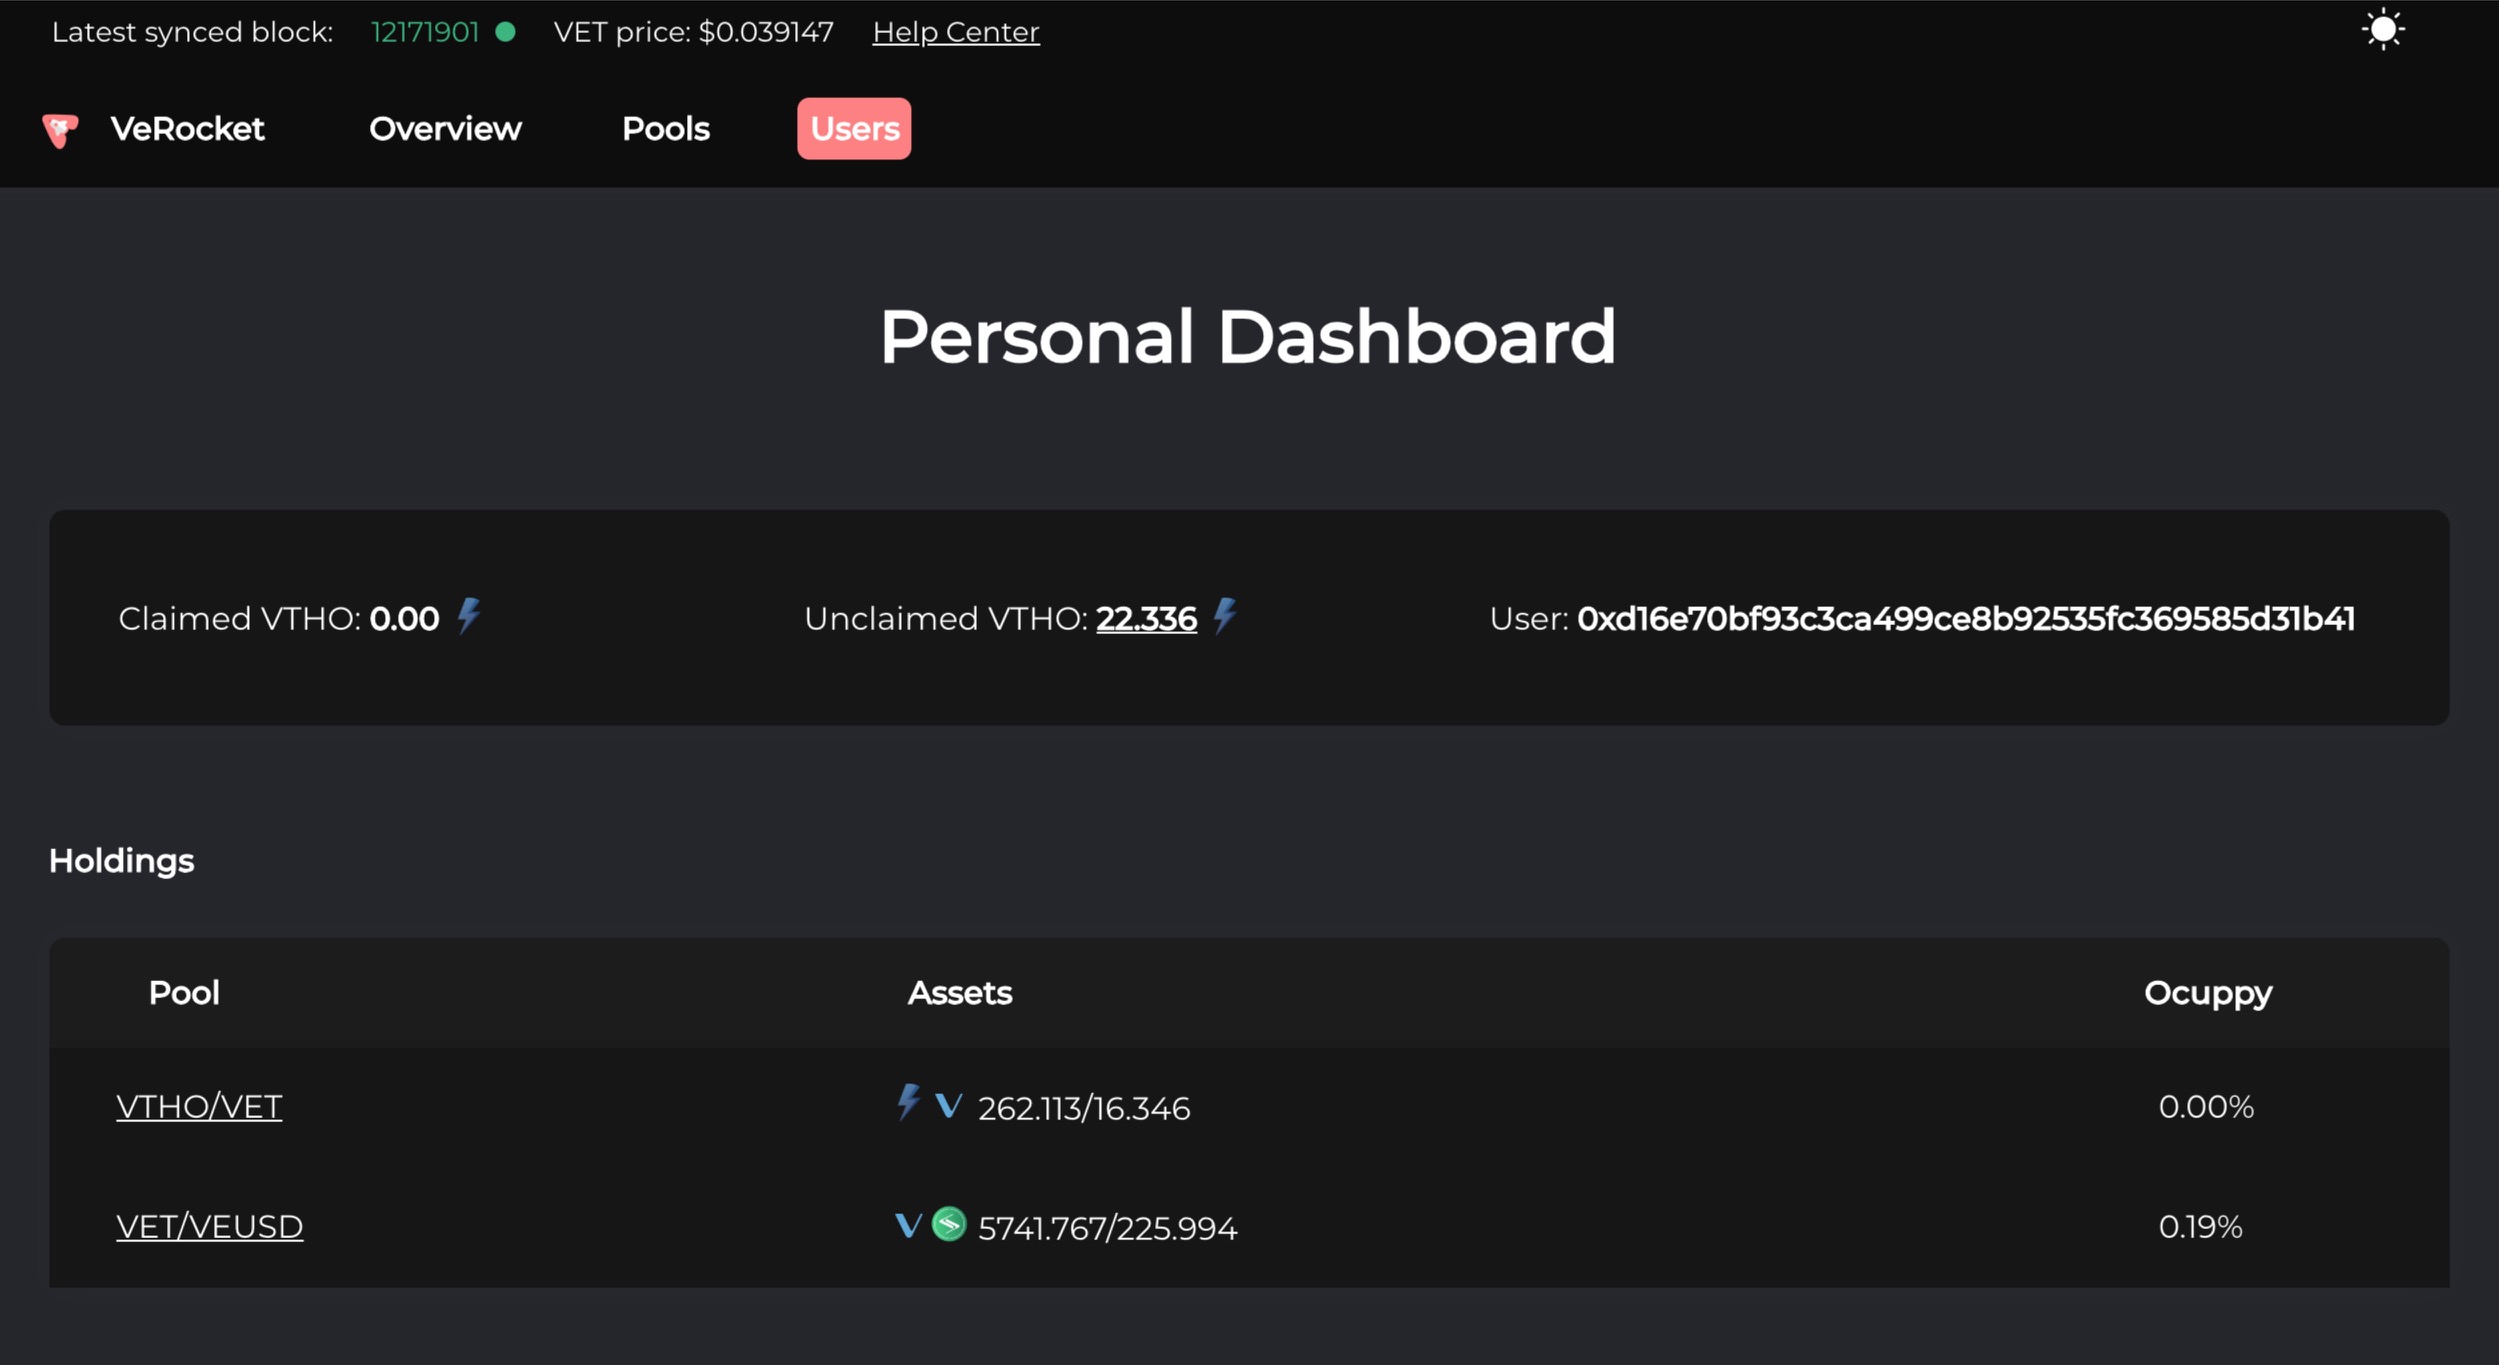 Latest synced block: 12171901 VET price: $0.039147 Help Center
VeRocket Overview Pools Users
Personal Dashboard
Claimed VTHO: 0.00 Unclaimed VTHO: 22.336 User: 0xd16e70bf93c3ca499ce8b92535fc369585d31b41
Holdings
Pool Assets Ocuppy
VTHO/VET 262.113/16.346 0.00%
VET/VEUSD 5741.767/225.994 0.19%